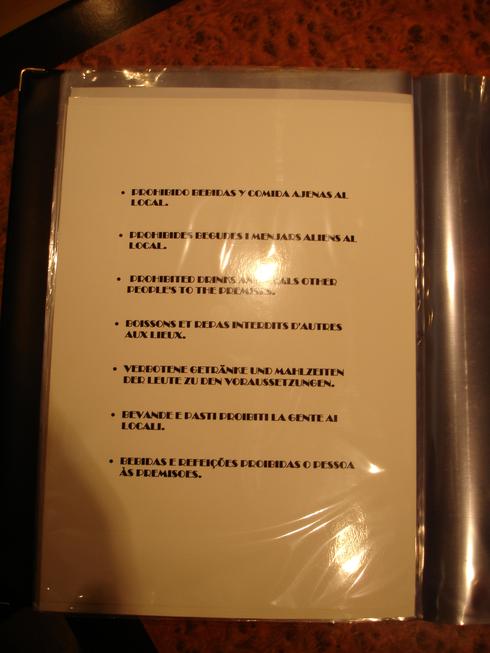 • PROHIBIDO BEBIDAS Y COMIDA AJENAS AL
LOCAL.
• PROHIBIDES BEGUDES I MENJARS ALIENS AL
LOCAL.
• PROHIBITED DRINKS OTHER
PEOPLE'S TO THE PREMISES.
• BOISSONS ET REPAS INTERDITS D'AUTRES
AUX LIEUX.
• VERBOTENE GETRÄNKE UND MAHLZEITEN
DER LEUTE ZU DEN VORAUSSETZUNGEN.
• BEVANDE E PASTI PROIBITI LA GENTE AI
LOCALI.
• BEBIDAS E REFEIÇÕES PROIBIDAS O PESSOA
ÀS PREMISOES.